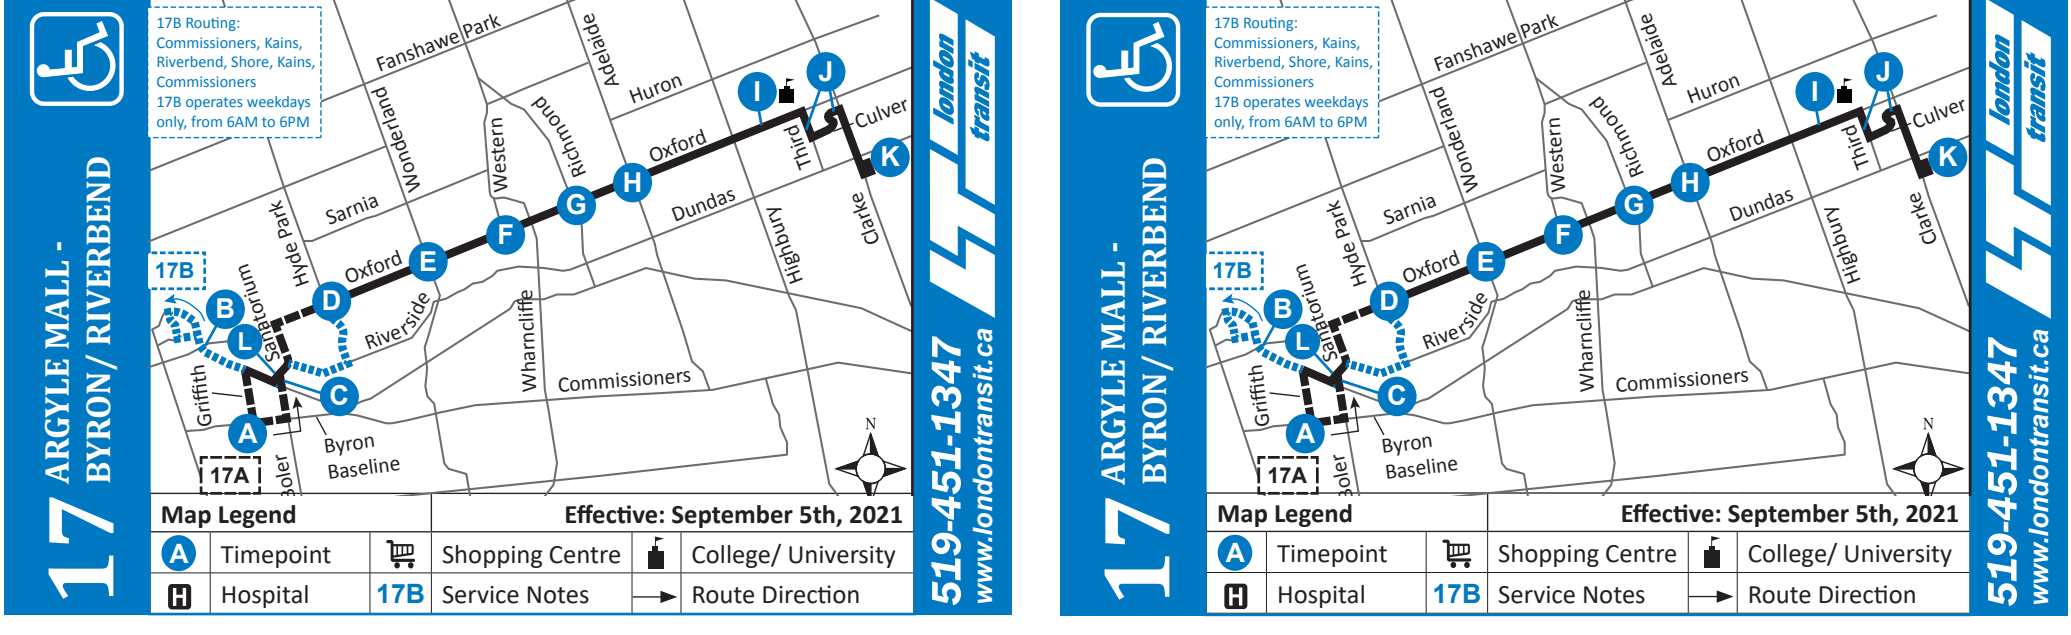 17 ARGYLE MALL -
BYRON/ RIVERBEND
17B Routing:
Commissioners, Kains,
Riverbend, Shore, Kains,
Commissioners
17B operates weekdays
only, from 6AM to 6PM
Fanshawe Park
Adelaide
Huron
I
J
Culver
Wonderland
Western
Richmond
Oxford
Third
K
H
G
Dundas
Sarnia
Hyde Park
F
Clarke
Highbury
E
Oxford
17B
Sanatorium
D
B
Riverside
L
Wharncliffe
Commissioners
C
Griffith
A
Byron
Baseline
17A
Boler
N
Map Legend
Effective: September 5th, 2021
A Timepoint
Shopping Centre
College/ University
H Hospital
17B Service Notes
Route Direction
london
transit
519-451-1347
www.londontransit.ca
17 ARGYLE MALL -
BYRON/ RIVERBEND
17B Routing:
Commissioners, Kains,
Riverbend, Shore, Kains,
Commissioners
17B operates weekdays
only, from 6AM to 6PM
Fanshawe Park
Adelaide
Huron
I
J
Culver
Wonderland
Western
Richmond
Oxford
Third
K
H
G
Dundas
Sarnia
Hyde Park
F
Clarke
Highbury
E
Oxford
17B
Sanatorium
D
B
Riverside
L
Wharncliffe
Commissioners
C
Griffith
A
Byron
Baseline
17A
Boler
N
Map Legend
Effective: September 5th, 2021
A Timepoint
Shopping Centre
College/ University
H Hospital
17B Service Notes
Route Direction
london
transit
519-451-1347
www.londontransit.ca